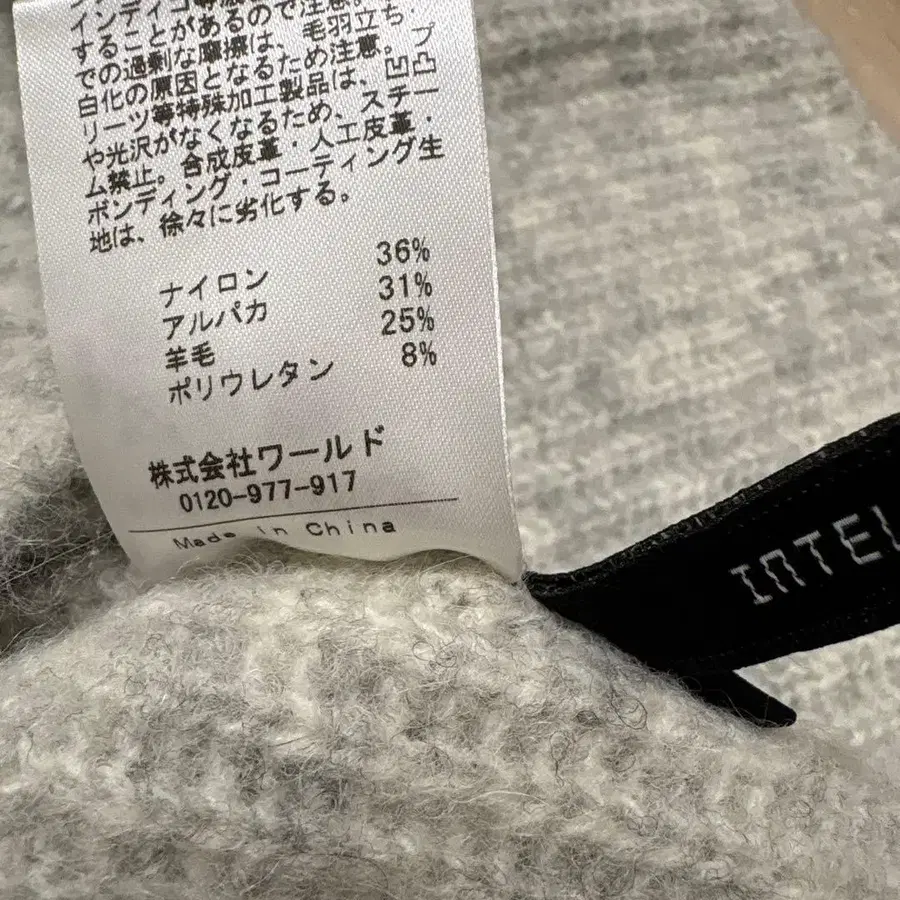 インディゴ等濃
することがあるので注意。
での過剰な摩擦は、毛羽立ち・
白化の原因となるため注意。プ
リーツ等特殊加工製品は、凹凸
や光沢がなくなるため、スチー
ム禁止。合成皮革・人工皮革・
ボンディング・コーティング生
地は、徐々に劣化する。
ナイロン 36%
アルパカ 31%
羊毛 25%
ポリウレタン 8%
株式会社ワールド
0120-977-917
Made in China
INTEL